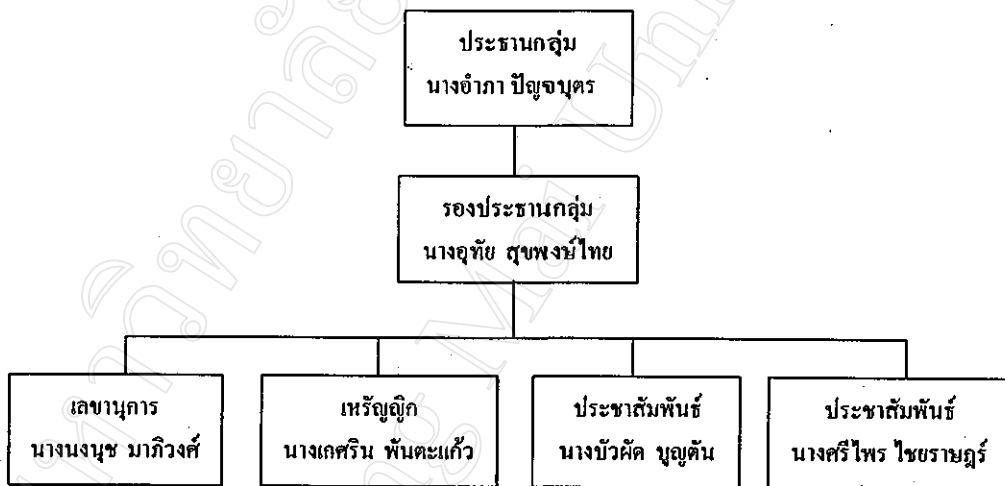 ประธานกลุ่ม
นางอำภา ปัญจบุตร
รองประธานกลุ่ม
นางอุทัย สุขพงษ์ไทย
เลขานุการ
นางนงนุช มาภิวงศ์
เหรัญญิก
นางเกศริน พันตะแก้ว
ประชาสัมพันธ์
นางบัวผัด บูญตัน
ประชาสัมพันธ์
นางศรีไพร ไชยราษฎร์